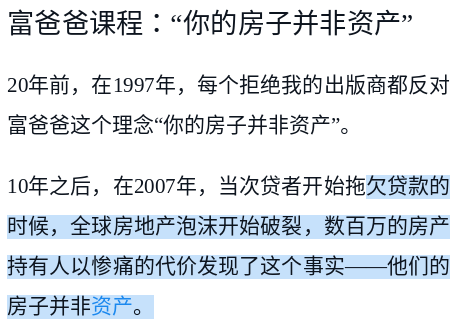 富爸爸课程：“你的房子并非资产”
20年前，在1997年，每个拒绝我的出版商都反对
富爸爸这个理念“你的房子并非资产”。
10年之后，在2007年，当次贷者开始拖欠贷款的
时候，全球房地产泡沫开始破裂，数百万的房产
持有人以惨痛的代价发现了这个事实——他们的
房子并非资产。